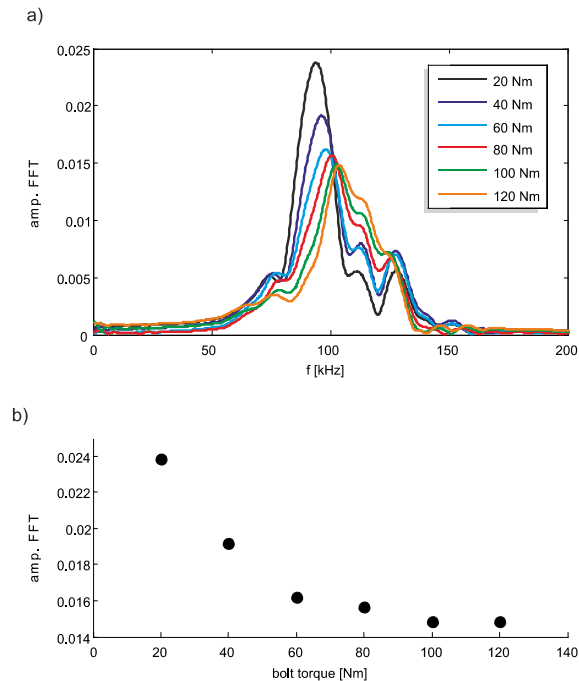 a)
0.025
0.02
0.015
0.01
0.005
0
amp. FFT
20 Nm
40 Nm
60 Nm
80 Nm
100 Nm
120 Nm
0 50 100 150 200
f [kHz]
b)
0.024
0.022
0.02
0.018
0.016
0.014
amp. FFT
0 20 40 60 80 100 120 140
bolt torque [Nm]